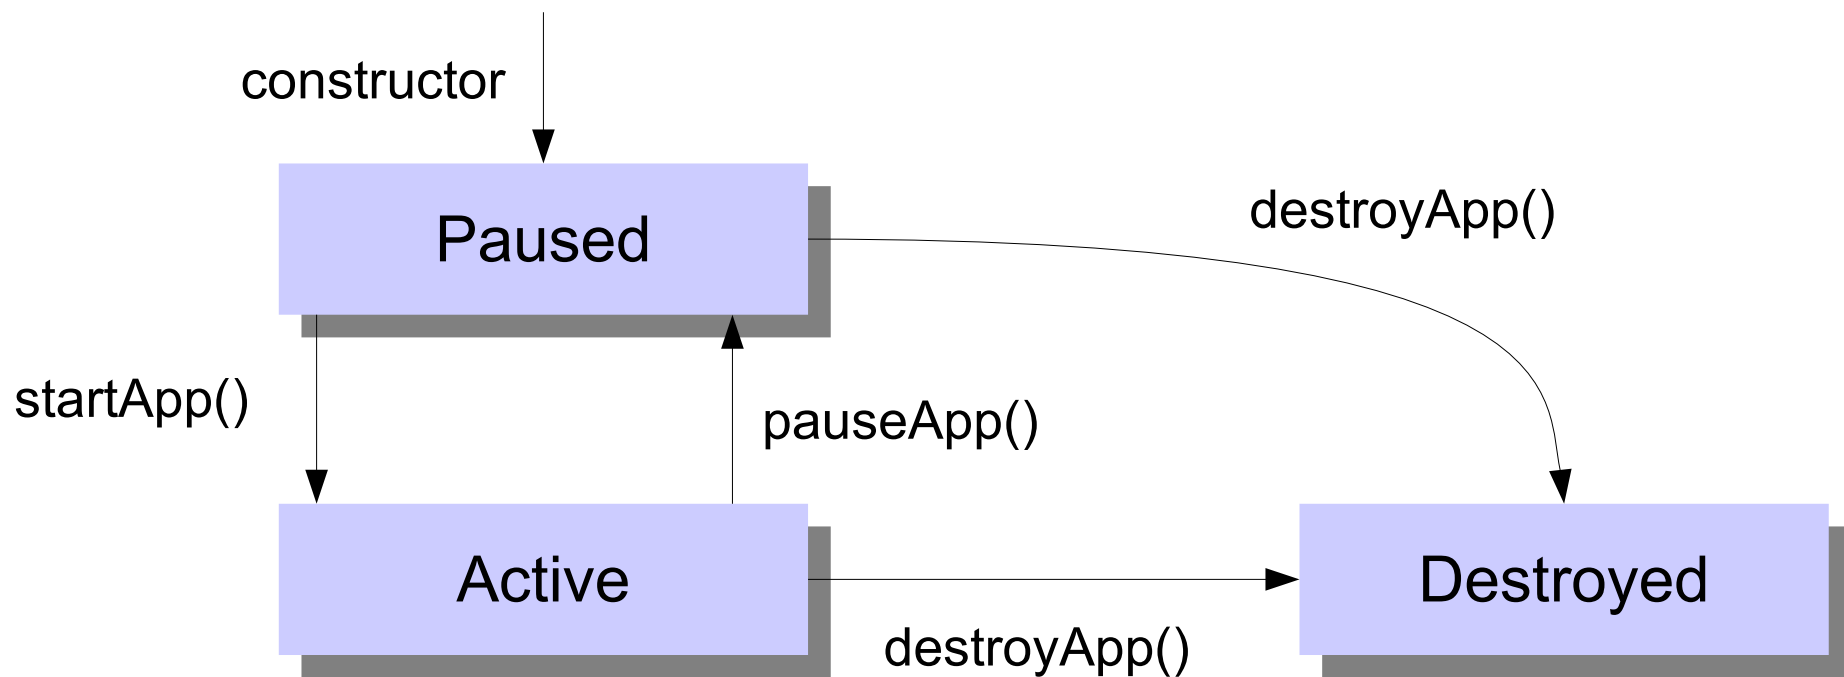 constructor
Paused
destroyApp()
startApp()
pauseApp()
Active
Destroyed
destroyApp()